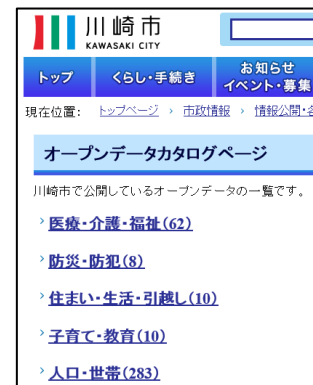 川崎市
KAWASAKI CITY
トップ
くらし・手続き
お知らせ
イベント・募集
現在位置： トップページ › 市政情報 › 情報公開・
オープンデータカタログページ
川崎市で公開しているオープンデータの一覧です。
› 医療・介護・福祉(62)
› 防災・防犯(8)
› 住まい・生活・引越し(10)
› 子育て・教育(10)
› 人口・世帯(283)